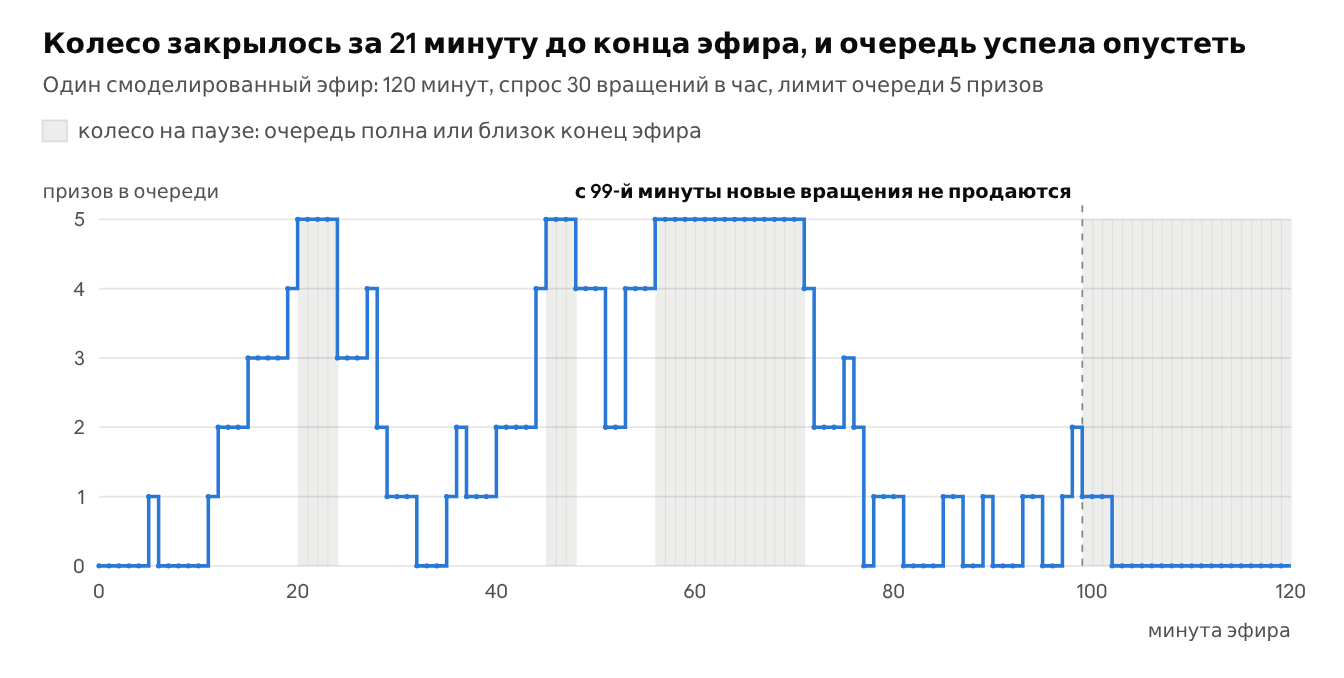 Колесо закрылось за 21 минуту до конца эфира, и очередь успела опустеть
Один смоделированный эфир: 120 минут, спрос 30 вращений в час, лимит очереди 5 призов
колесо на паузе: очередь полна или близок конец эфира
призов в очереди
с 99-й минуты новые вращения не продаются
5
4
3
2
1
0
0 20 40 60 80 100 120
минута эфира